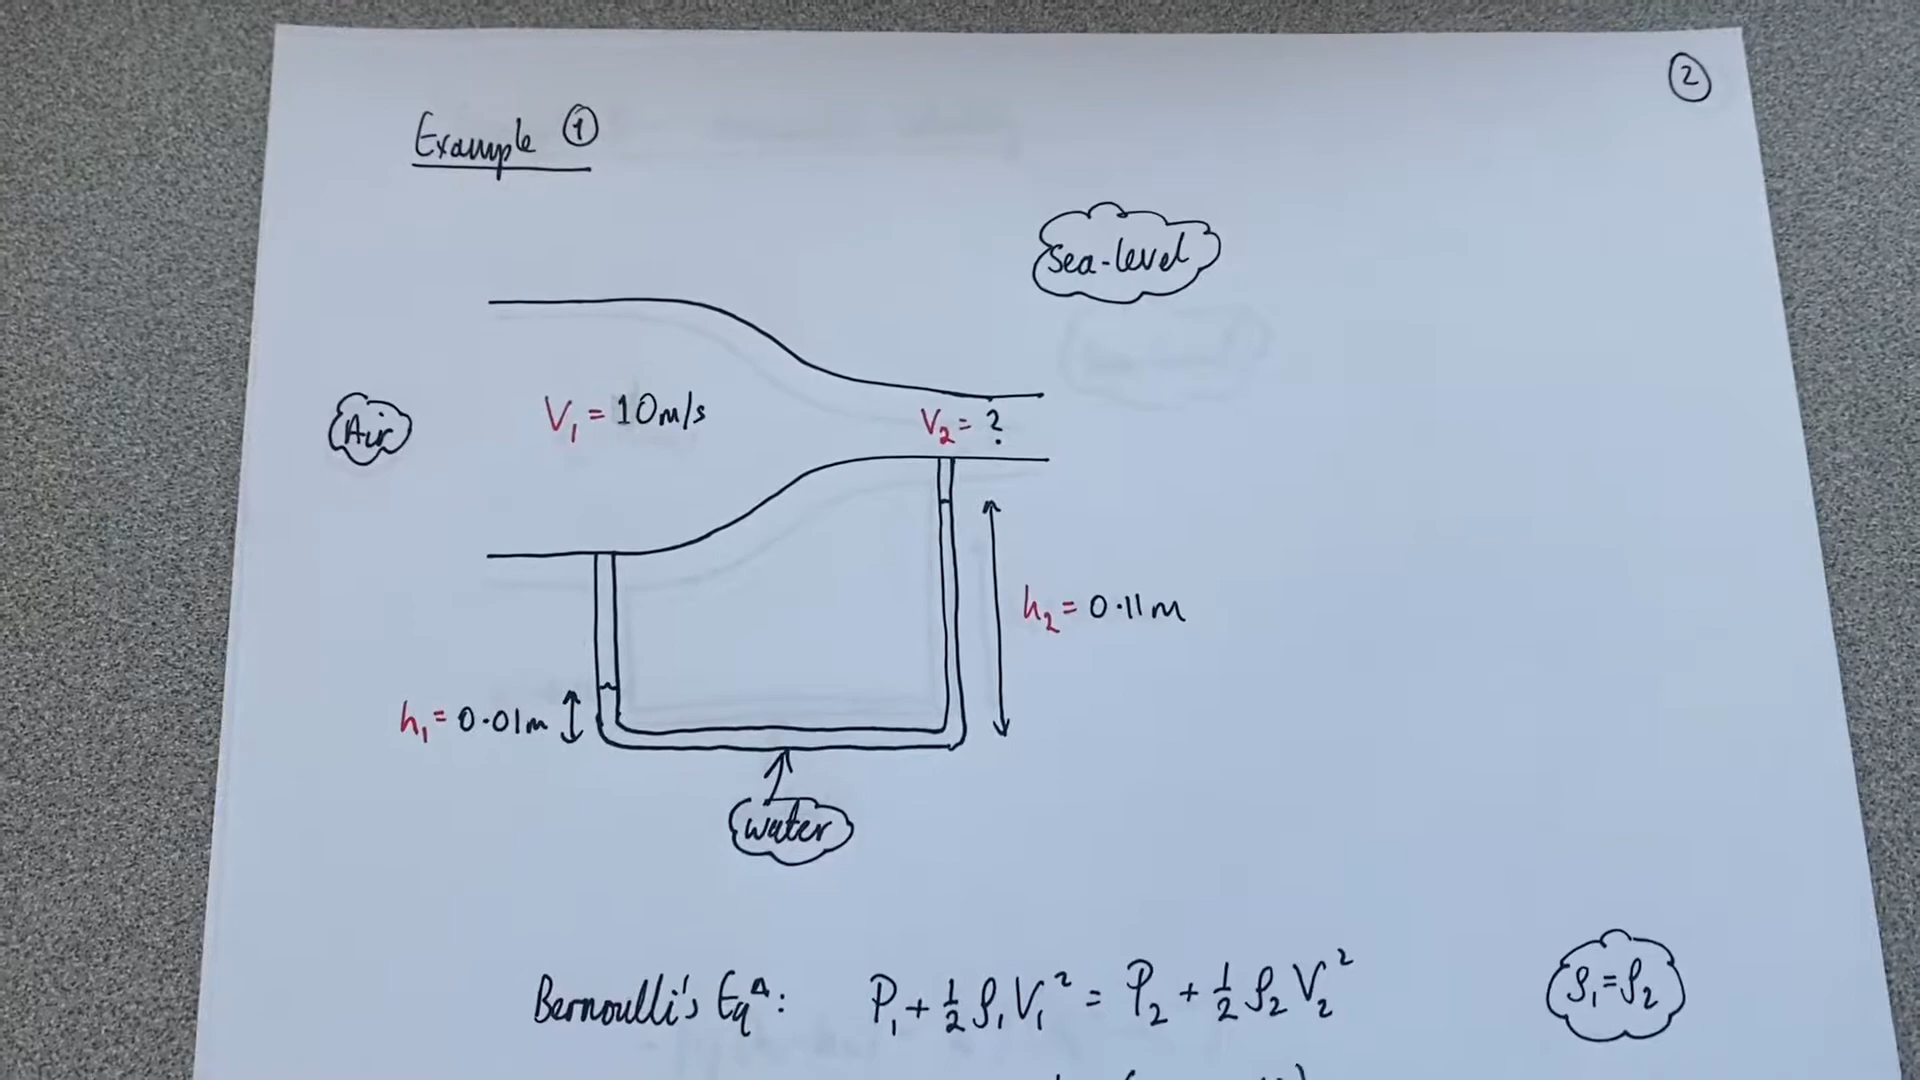 2
Example 1
Sea-level
Air
V₁ = 10m/s
V₂ = ?
h₂ = 0.11m
h₁ = 0.01m
water
Bernoulli's Eqⁿ: P₁ + ½ρ₁V₁² = P₂ + ½ρ₂V₂²
ρ₁=ρ₂